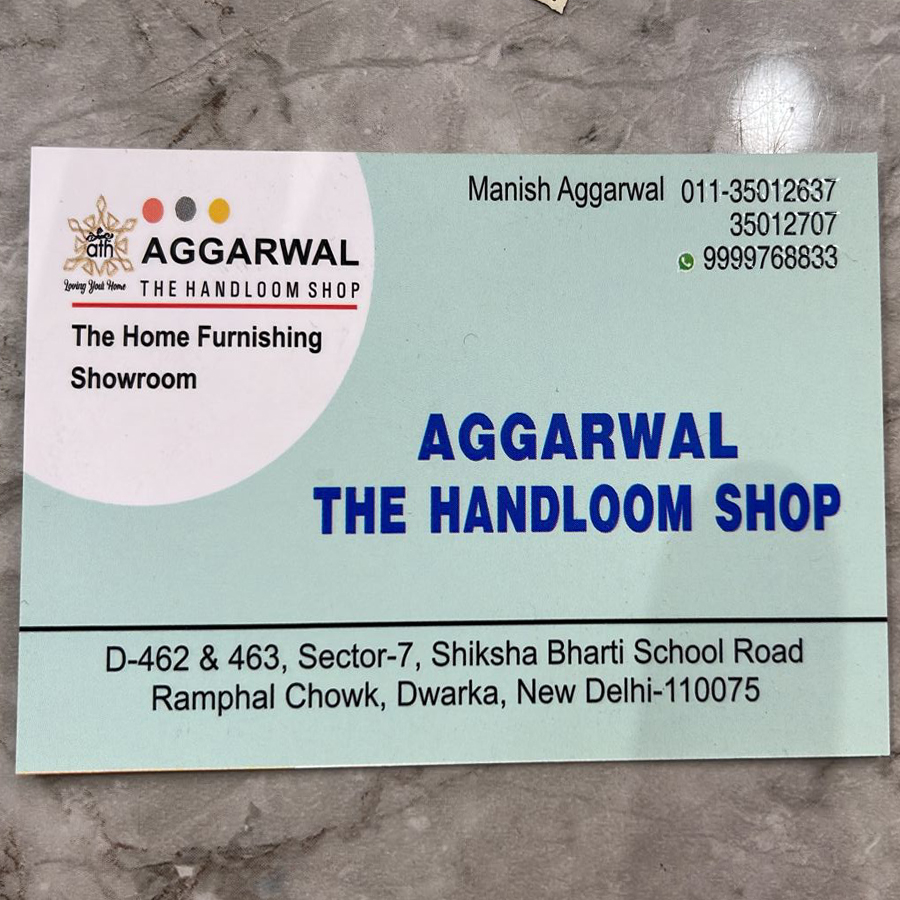 ath
Loving Your Home
AGGARWAL
THE HANDLOOM SHOP
The Home Furnishing
Showroom
Manish Aggarwal 011-35012637
35012707
9999768833
AGGARWAL
THE HANDLOOM SHOP
D-462 & 463, Sector-7, Shiksha Bharti School Road
Ramphal Chowk, Dwarka, New Delhi-110075